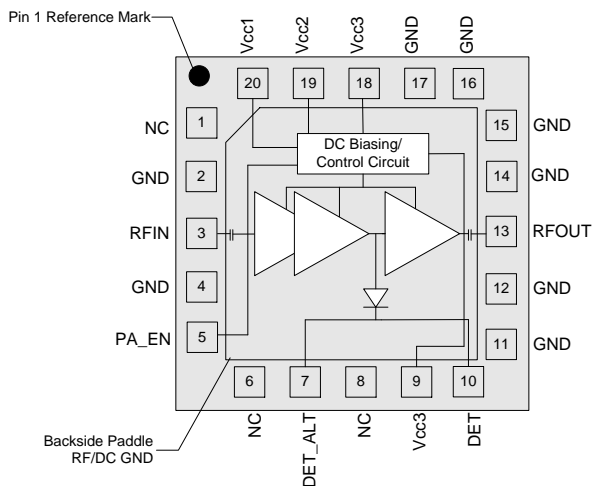 Pin 1 Reference Mark
Vcc1
Vcc2
Vcc3
GND
GND
20
19
18
17
16
NC
1
15
GND
DC Biasing/
Control Circuit
GND
2
14
GND
RFIN
3
13
RFOUT
GND
4
12
GND
PA_EN
5
11
GND
6
7
8
9
10
NC
DET_ALT
NC
Vcc3
DET
Backside Paddle
RF/DC GND